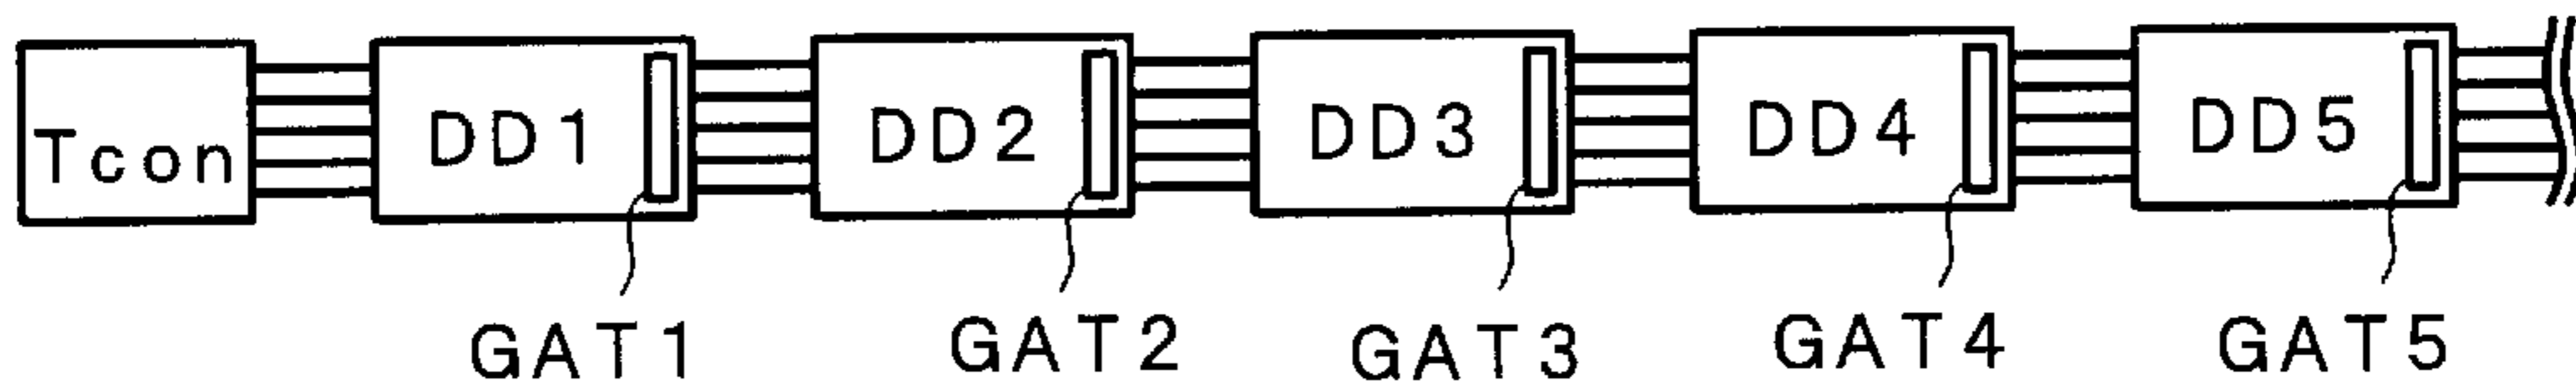 Tcon DD1 DD2 DD3 DD4 DD5
GAT1 GAT2 GAT3 GAT4 GAT5